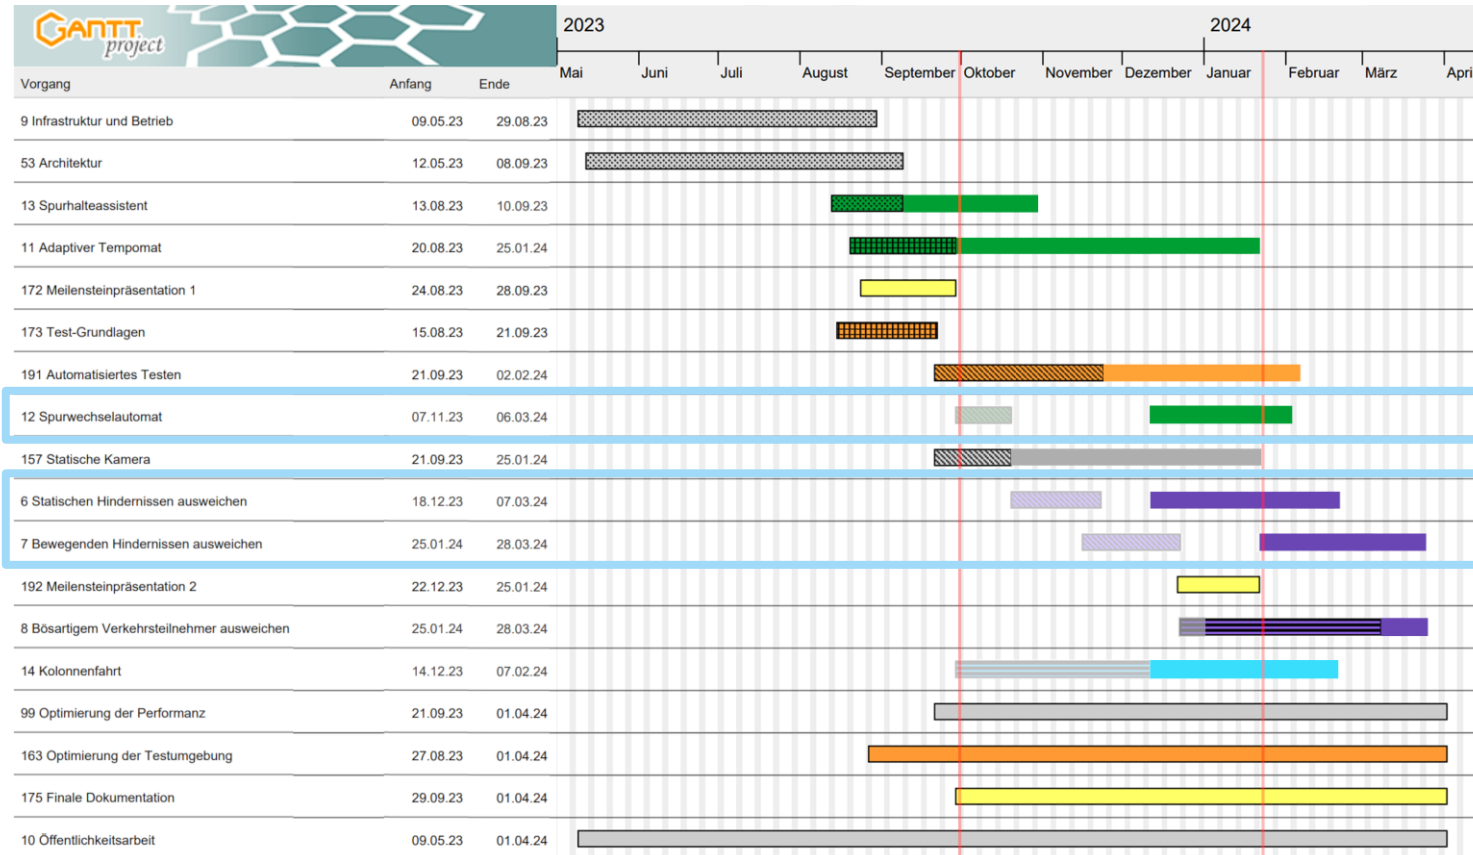 GANTT
project
2023 2024
Mai Juni Juli August September Oktober November Dezember Januar Februar März Apri
Vorgang Anfang Ende
9 Infrastruktur und Betrieb 09.05.23 29.08.23
53 Architektur 12.05.23 08.09.23
13 Spurhalteassistent 13.08.23 10.09.23
11 Adaptiver Tempomat 20.08.23 25.01.24
172 Meilensteinpräsentation 1 24.08.23 28.09.23
173 Test-Grundlagen 15.08.23 21.09.23
191 Automatisiertes Testen 21.09.23 02.02.24
12 Spurwechselautomat 07.11.23 06.03.24
157 Statische Kamera 21.09.23 25.01.24
6 Statischen Hindernissen ausweichen 18.12.23 07.03.24
7 Bewegenden Hindernissen ausweichen 25.01.24 28.03.24
192 Meilensteinpräsentation 2 22.12.23 25.01.24
8 Bösartigem Verkehrsteilnehmer ausweichen 25.01.24 28.03.24
14 Kolonnenfahrt 14.12.23 07.02.24
99 Optimierung der Performanz 21.09.23 01.04.24
163 Optimierung der Testumgebung 27.08.23 01.04.24
175 Finale Dokumentation 29.09.23 01.04.24
10 Öffentlichkeitsarbeit 09.05.23 01.04.24